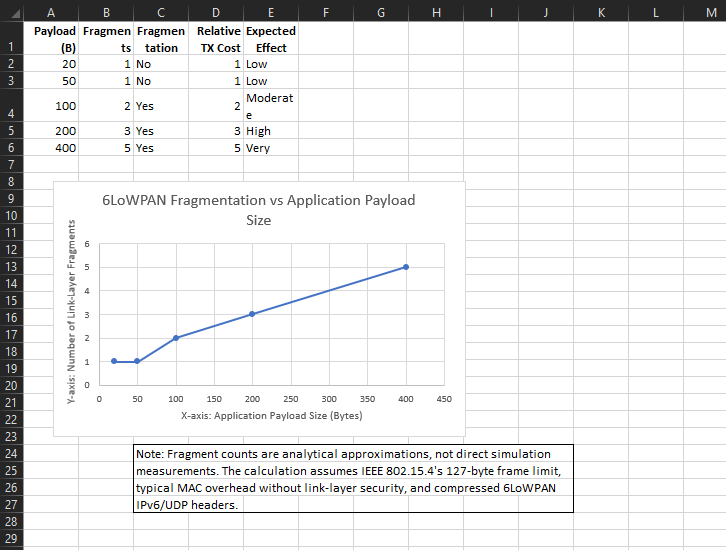 A B C D E F G H I J K L M
Payload Fragmen Fragmen Relative Expected
1 (B) ts tation TX Cost Effect
2 20 1 No 1 Low
3 50 1 No 1 Low
4 100 2 Yes 2 Moderat
e
5 200 3 Yes 3 High
6 400 5 Yes 5 Very
7
8
9
10
11
12
13
14
15
16
17
18
19
20
21
22
23
24
25
26
27
28
29
6LoWPAN Fragmentation vs Application Payload
Size
Y-axis: Number of Link-Layer Fragments
6
5
4
3
2
1
0
0 50 100 150 200 250 300 350 400 450
X-axis: Application Payload Size (Bytes)
Note: Fragment counts are analytical approximations, not direct simulation
measurements. The calculation assumes IEEE 802.15.4's 127-byte frame limit,
typical MAC overhead without link-layer security, and compressed 6LoWPAN
IPv6/UDP headers.